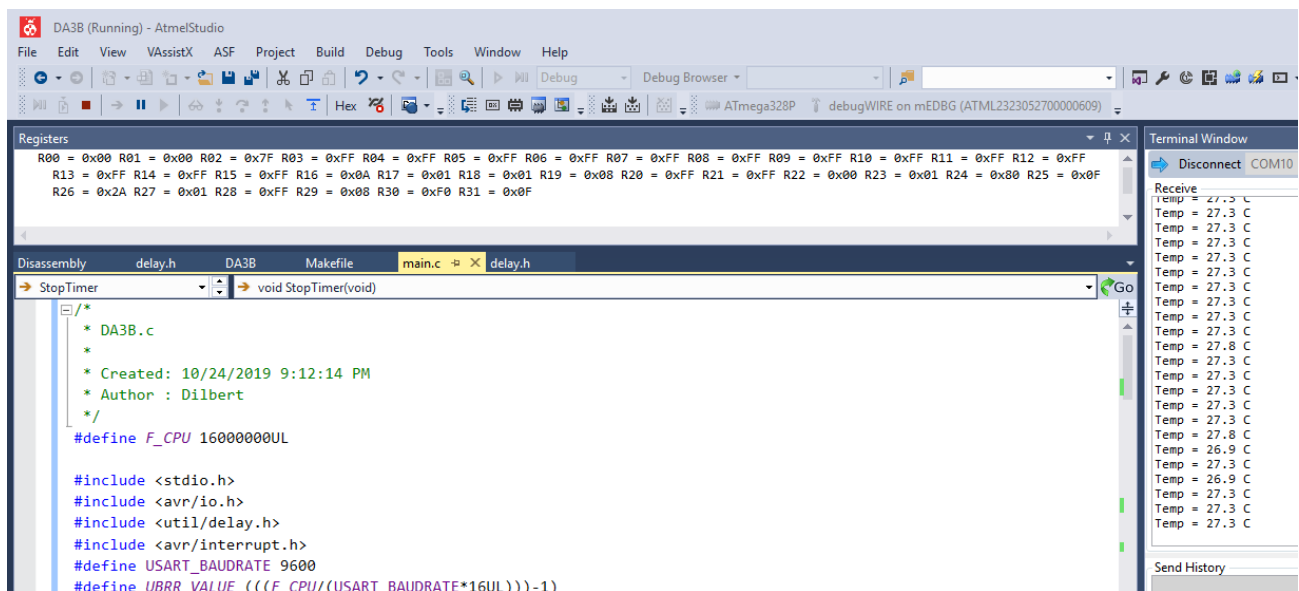 DA3B (Running) - AtmelStudio
File Edit View VAssistX ASF Project Build Debug Tools Window Help
Debug Debug Browser
Hex ATmega328P debugWIRE on mEDBG (ATML2323052700000609)
Registers
R00 = 0x00 R01 = 0x00 R02 = 0x7F R03 = 0xFF R04 = 0xFF R05 = 0xFF R06 = 0xFF R07 = 0xFF R08 = 0xFF R09 = 0xFF R10 = 0xFF R11 = 0xFF R12 = 0xFF
R13 = 0xFF R14 = 0xFF R15 = 0xFF R16 = 0x0A R17 = 0x01 R18 = 0x01 R19 = 0x08 R20 = 0xFF R21 = 0xFF R22 = 0x00 R23 = 0x01 R24 = 0x80 R25 = 0x0F
R26 = 0x2A R27 = 0x01 R28 = 0xFF R29 = 0x08 R30 = 0xF0 R31 = 0x0F
Disassembly delay.h DA3B Makefile main.c delay.h
StopTimer void StopTimer(void) Go
/*
* DA3B.c
*
* Created: 10/24/2019 9:12:14 PM
* Author : Dilbert
*/
#define F_CPU 16000000UL
#include <stdio.h>
#include <avr/io.h>
#include <util/delay.h>
#include <avr/interrupt.h>
#define USART_BAUDRATE 9600
#define UBRR_VALUE (((F_CPU/(USART_BAUDRATE*16UL)))-1)
Terminal Window
Disconnect COM10
Receive
Temp = 27.3 C
Temp = 27.3 C
Temp = 27.3 C
Temp = 27.3 C
Temp = 27.3 C
Temp = 27.3 C
Temp = 27.3 C
Temp = 27.3 C
Temp = 27.3 C
Temp = 27.3 C
Temp = 27.8 C
Temp = 27.3 C
Temp = 27.3 C
Temp = 27.3 C
Temp = 27.3 C
Temp = 27.3 C
Temp = 27.8 C
Temp = 26.9 C
Temp = 27.3 C
Temp = 26.9 C
Temp = 27.3 C
Temp = 27.3 C
Temp = 27.3 C
Send History